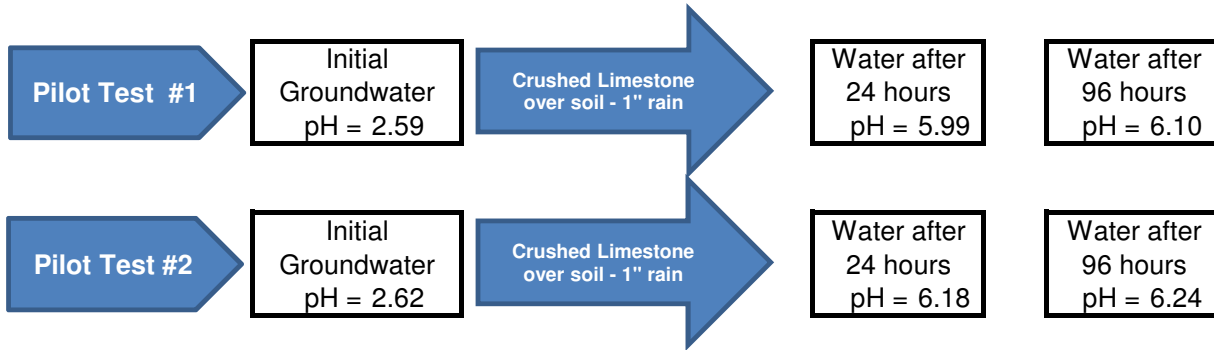 Pilot Test #1
Initial
Groundwater
pH = 2.59
Crushed Limestone
over soil - 1" rain
Water after
24 hours
pH = 5.99
Water after
96 hours
pH = 6.10
Pilot Test #2
Initial
Groundwater
pH = 2.62
Crushed Limestone
over soil - 1" rain
Water after
24 hours
pH = 6.18
Water after
96 hours
pH = 6.24